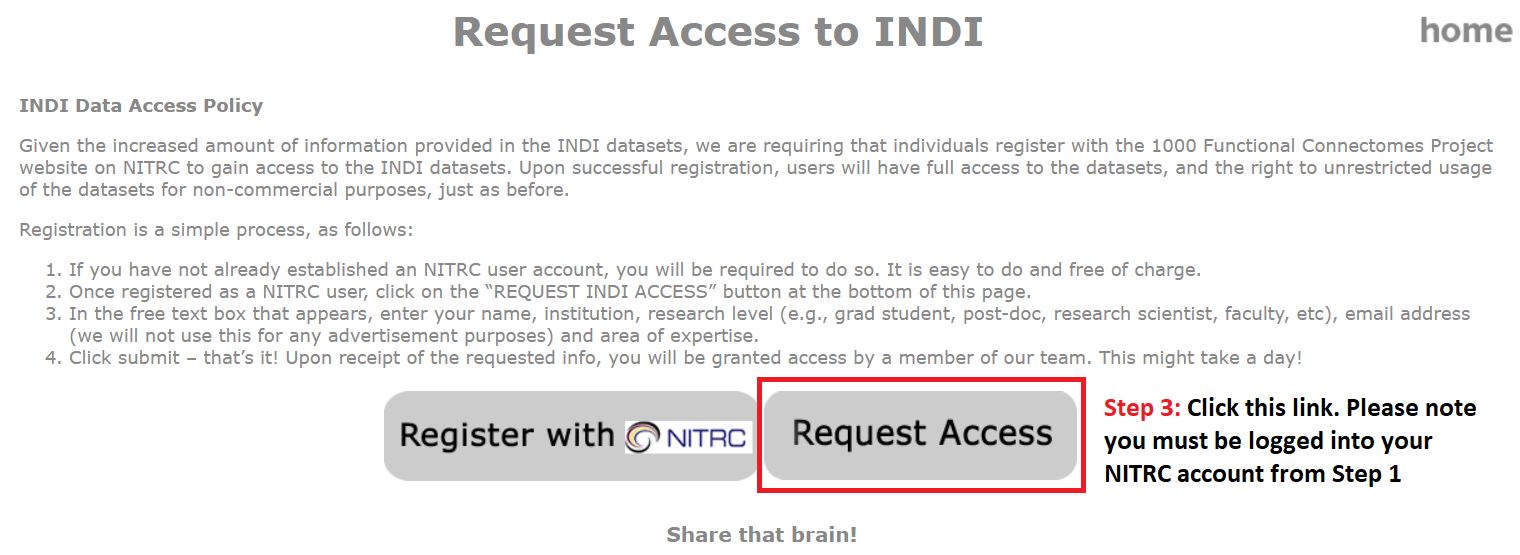 Request Access to INDI
home
INDI Data Access Policy
Given the increased amount of information provided in the INDI datasets, we are requiring that individuals register with the 1000 Functional Connectomes Project
website on NITRC to gain access to the INDI datasets. Upon successful registration, users will have full access to the datasets, and the right to unrestricted usage
of the datasets for non-commercial purposes, just as before.
Registration is a simple process, as follows:
1. If you have not already established an NITRC user account, you will be required to do so. It is easy to do and free of charge.
2. Once registered as a NITRC user, click on the “REQUEST INDI ACCESS” button at the bottom of this page.
3. In the free text box that appears, enter your name, institution, research level (e.g., grad student, post-doc, research scientist, faculty, etc), email address
(we will not use this for any advertisement purposes) and area of expertise.
4. Click submit – that’s it! Upon receipt of the requested info, you will be granted access by a member of our team. This might take a day!
Register with NITRC
Request Access
Step 3: Click this link. Please note
you must be logged into your
NITRC account from Step 1
Share that brain!